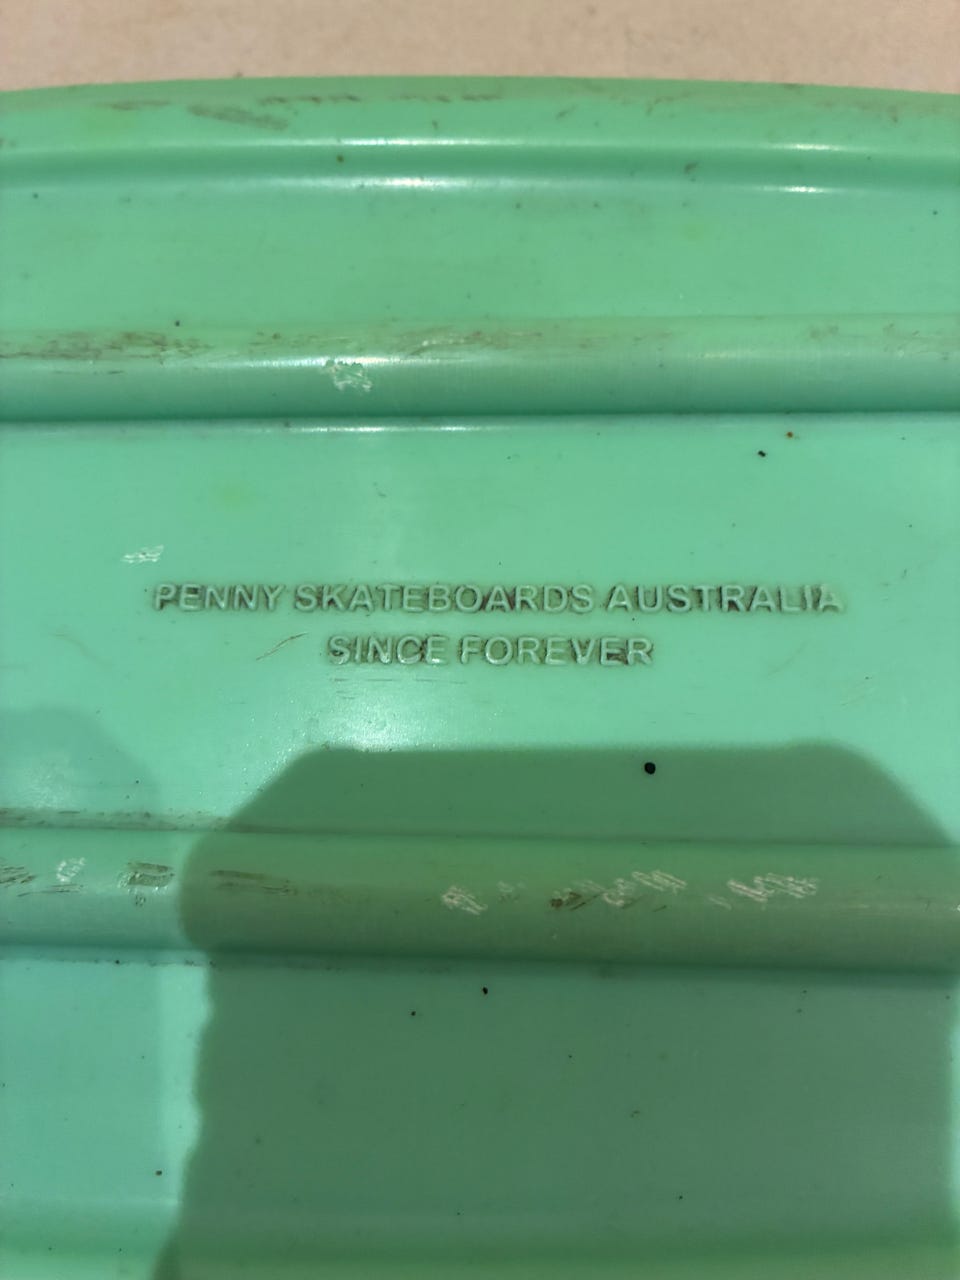 PENNY SKATEBOARDS AUSTRALIA
SINCE FOREVER